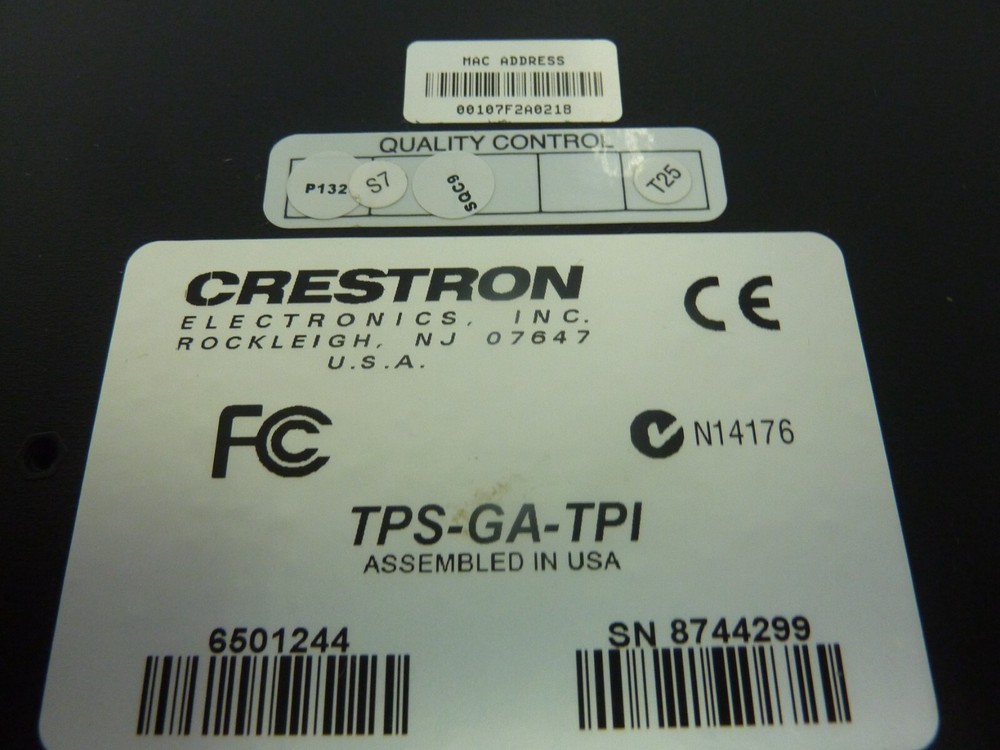 MAC ADDRESS
00107F2A0218
QUALITY CONTROL
P132 S7 SQC9 T25
CRESTRON
ELECTRONICS, INC.
ROCKLEIGH, NJ 07647
U.S.A.
CE
FC
N14176
TPS-GA-TPI
ASSEMBLED IN USA
6501244 SN 8744299